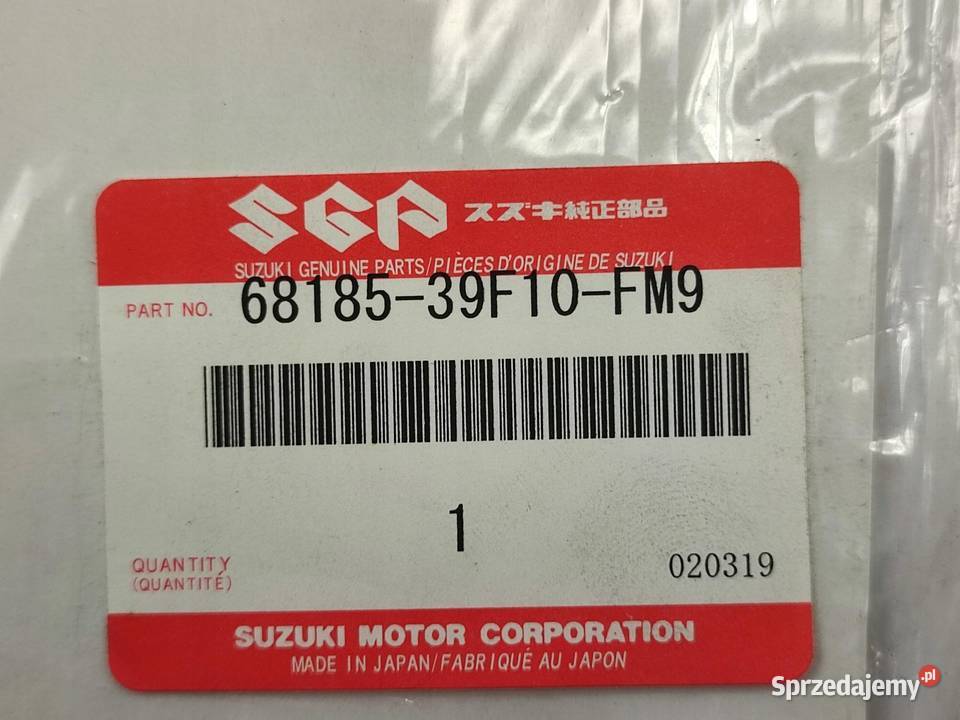 SGP スズキ純正部品
SUZUKI GENUINE PARTS/PIÈCES D'ORIGINE DE SUZUKI
PART NO. 68185-39F10-FM9
1
QUANTITY
(QUANTITÉ)
020319
SUZUKI MOTOR CORPORATION
MADE IN JAPAN/FABRIQUÉ AU JAPON
Sprzedajemy.pl